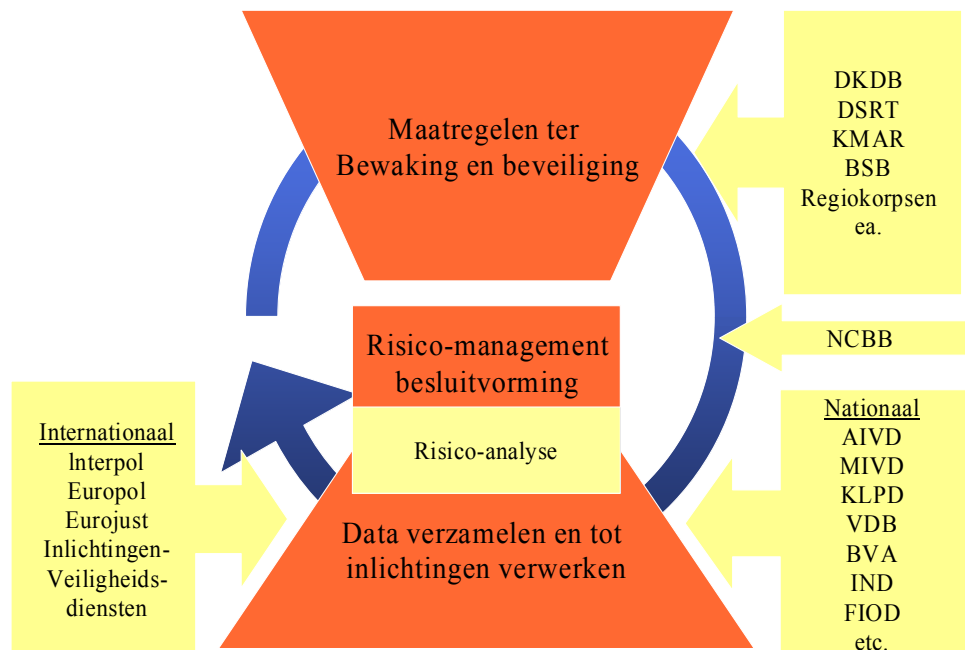 Maatregelen ter
Bewaking en beveiliging
DKDB
DSRT
KMAR
BSB
Regiokorpsen
ea.
NCBB
Risico-management
besluitvorming
Risico-analyse
Internationaal
Interpol
Europol
Eurojust
Inlichtingen-
Veiligheids-
diensten
Data verzamelen en tot
inlichtingen verwerken
Nationaal
AIVD
MIVD
KLPD
VDB
BVA
IND
FIOD
etc.